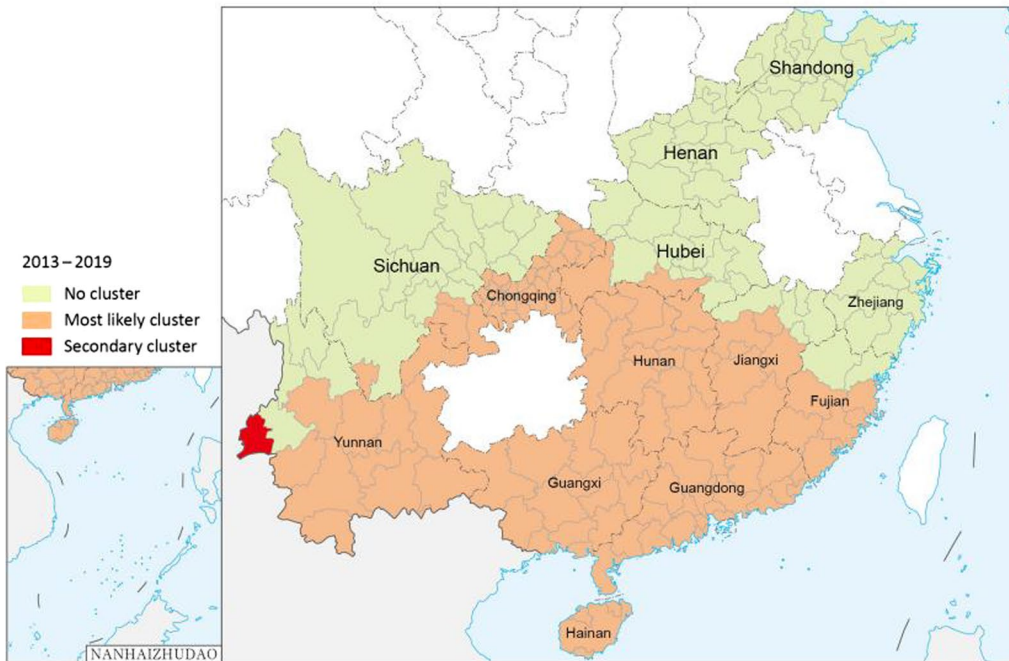 Shandong
Henan
Hubei
Sichuan
2013 – 2019
No cluster
Most likely cluster
Secondary cluster
Chongqing
Zhejiang
Hunan
Jiangxi
Fujian
Yunnan
Guangxi
Guangdong
Hainan
NANHAIZHUDAO